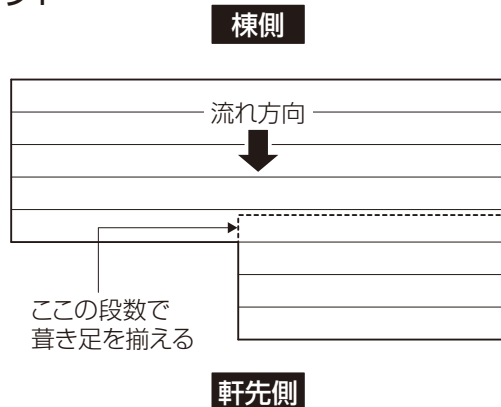 棟側
流れ方向
ここの段数で
葺き足を揃える
軒先側